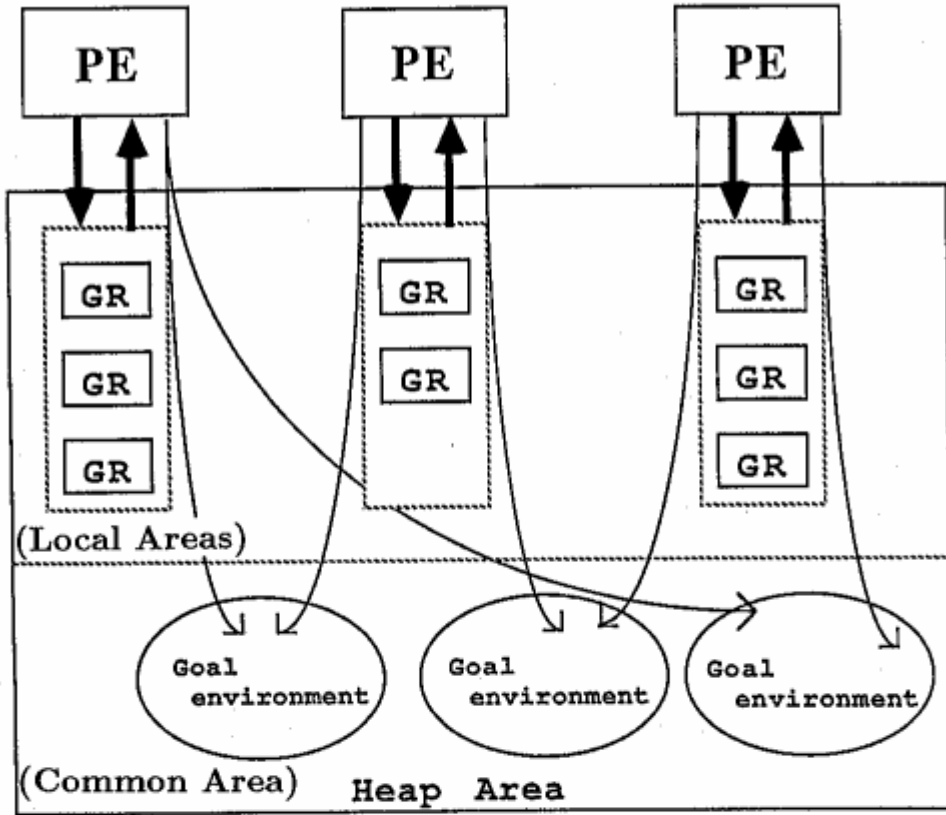 PE
PE
PE
GR
GR
GR
GR
GR
GR
GR
GR
(Local Areas)
Goal
environment
Goal
environment
Goal
environment
(Common Area)
Heap Area